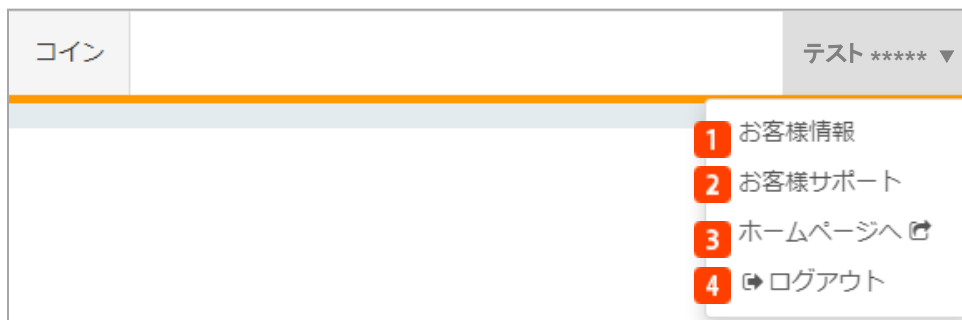 コイン
テスト ***** ▼
1 お客様情報
2 お客様サポート
3 ホームページへ
4 ログアウト